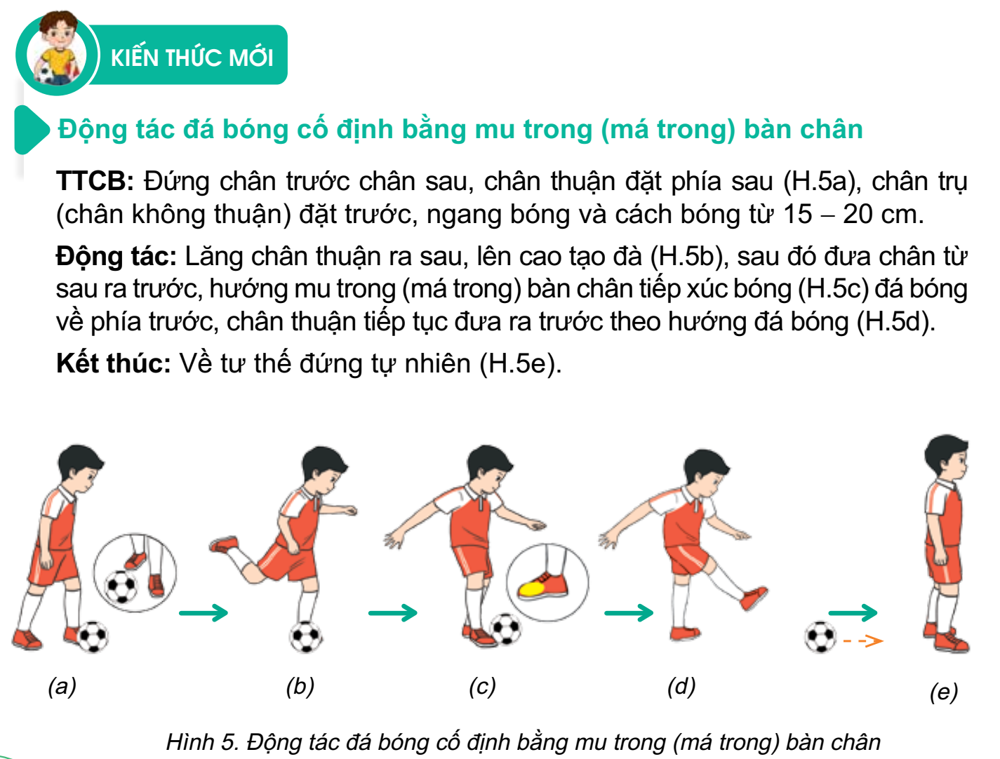 KIẾN THỨC MỚI
Động tác đá bóng cố định bằng mu trong (má trong) bàn chân
TTCB: Đứng chân trước chân sau, chân thuận đặt phía sau (H.5a), chân trụ
(chân không thuận) đặt trước, ngang bóng và cách bóng từ 15 – 20 cm.
Động tác: Lăng chân thuận ra sau, lên cao tạo đà (H.5b), sau đó đưa chân từ
sau ra trước, hướng mu trong (má trong) bàn chân tiếp xúc bóng (H.5c) đá bóng
về phía trước, chân thuận tiếp tục đưa ra trước theo hướng đá bóng (H.5d).
Kết thúc: Về tư thế đứng tự nhiên (H.5e).
(a)
(b)
(c)
(d)
(e)
Hình 5. Động tác đá bóng cố định bằng mu trong (má trong) bàn chân